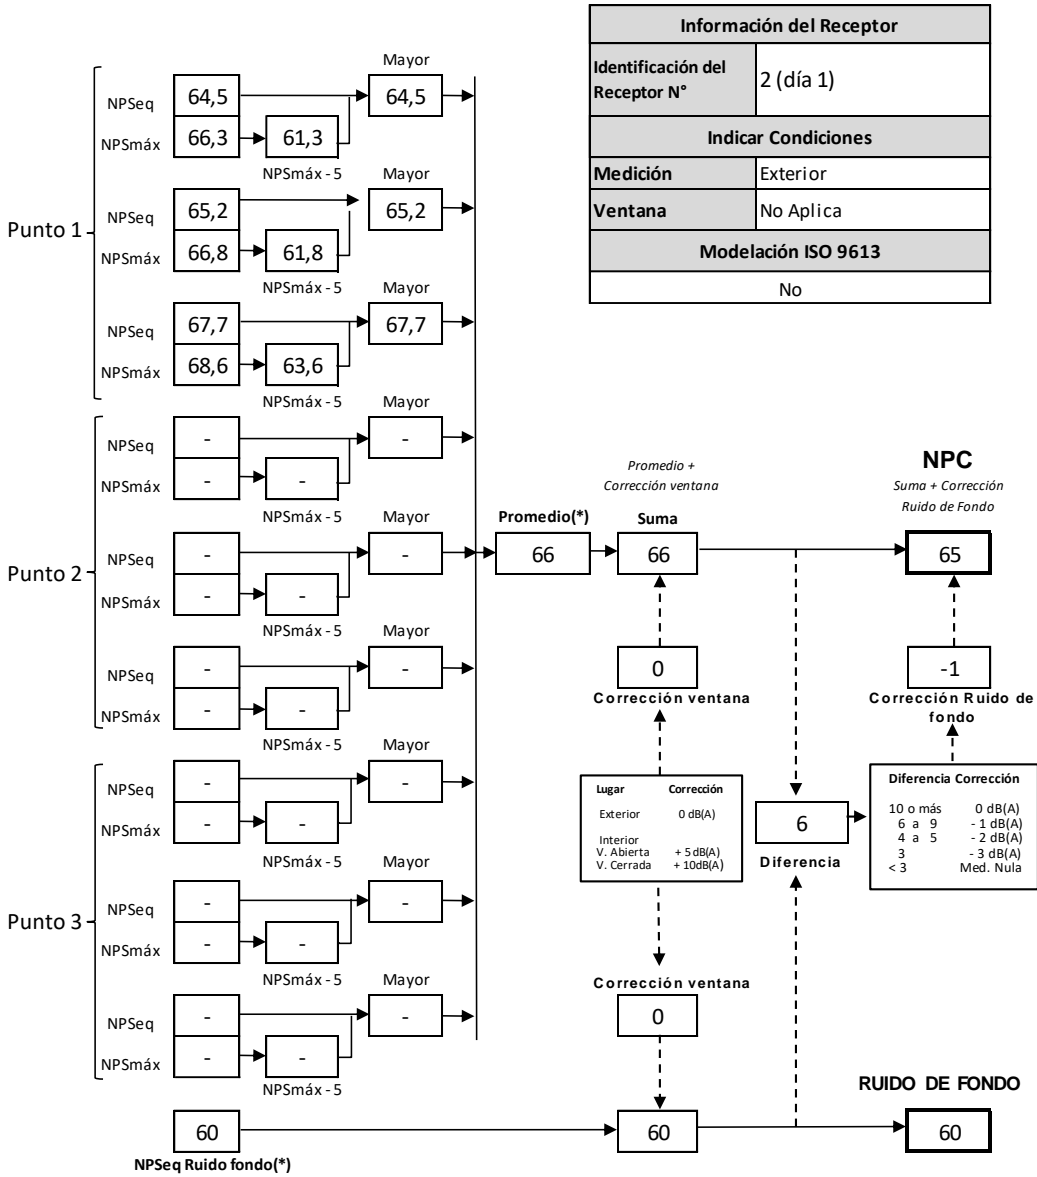 Información del Receptor
Identificación del
Receptor N°
2 (día 1)
Indicar Condiciones
Medición
Exterior
Ventana
No Aplica
Modelación ISO 9613
No
Punto 1
Mayor
NPSeq
64,5
64,5
NPSmáx
66,3
61,3
NPSmáx - 5
Mayor
NPSeq
65,2
65,2
NPSmáx
66,8
61,8
NPSmáx - 5
Mayor
NPSeq
67,7
67,7
NPSmáx
68,6
63,6
NPSmáx - 5
Punto 2
Mayor
NPSeq
-
-
NPSmáx
-
-
NPSmáx - 5
Mayor
NPSeq
-
-
NPSmáx
-
-
NPSmáx - 5
Mayor
NPSeq
-
-
NPSmáx
-
-
NPSmáx - 5
Punto 3
Mayor
NPSeq
-
-
NPSmáx
-
-
NPSmáx - 5
Mayor
NPSeq
-
-
NPSmáx
-
-
NPSmáx - 5
Mayor
NPSeq
-
-
NPSmáx
-
-
NPSmáx - 5
Promedio(*)
66
Promedio +
Corrección ventana
Suma
66
NPC
Suma + Corrección
Ruido de Fondo
65
0
Corrección ventana
-1
Corrección Ruido de
fondo
Lugar Corrección
Exterior 0 dB(A)
Interior
V. Abierta + 5 dB(A)
V. Cerrada + 10dB(A)
6
Diferencia
Diferencia Corrección
10 o más 0 dB(A)
6 a 9 - 1 dB(A)
4 a 5 - 2 dB(A)
3 - 3 dB(A)
< 3 Med. Nula
Corrección ventana
0
RUIDO DE FONDO
60
60
60
NPSeq Ruido fondo(*)